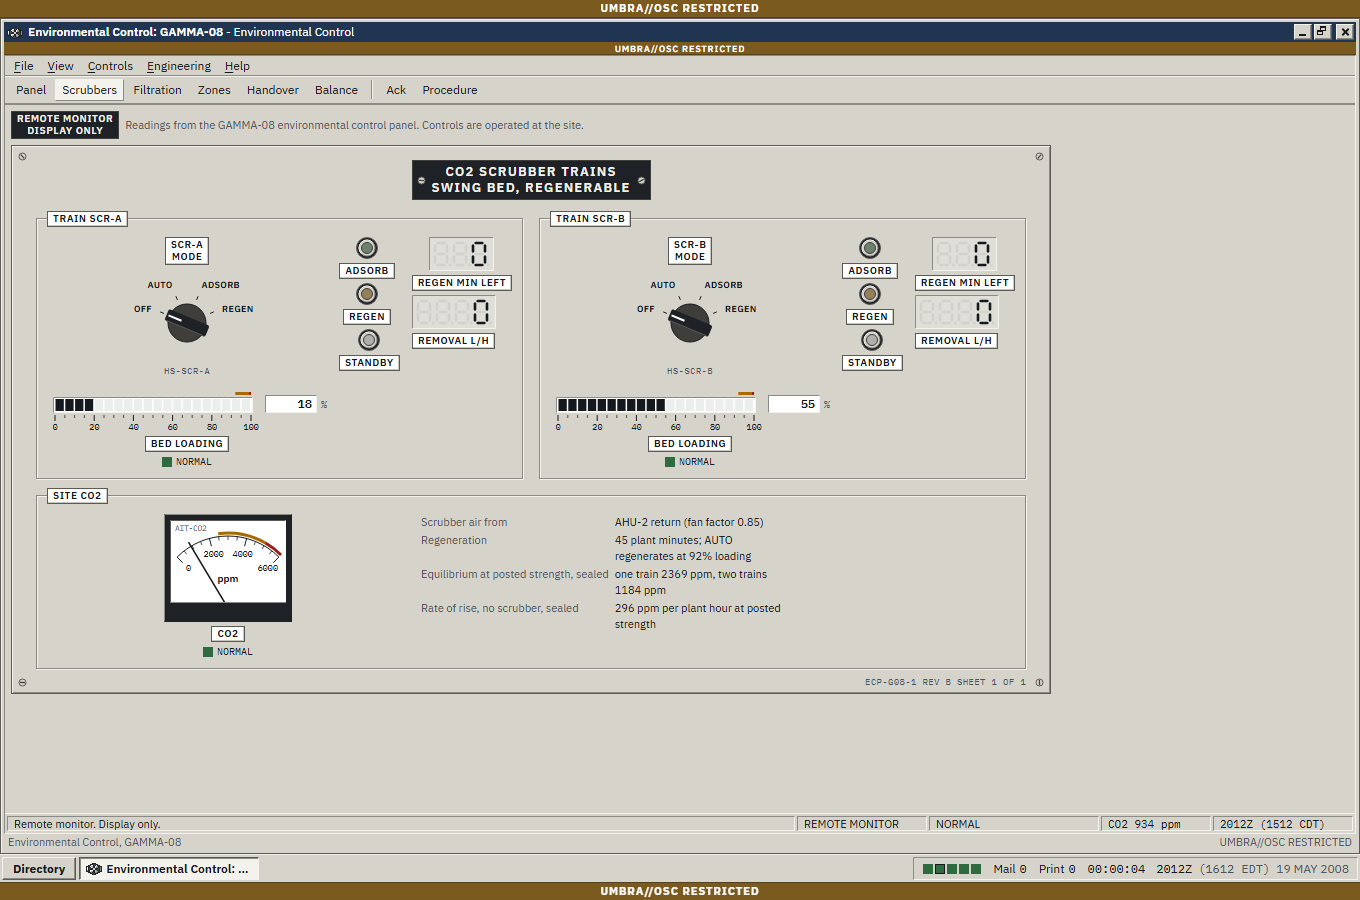 UMBRA//OSC RESTRICTED
Environmental Control: GAMMA-08 - Environmental Control
UMBRA//OSC RESTRICTED
File View Controls Engineering Help
Panel Scrubbers Filtration Zones Handover Balance Ack Procedure
REMOTE MONITOR
DISPLAY ONLY
Readings from the GAMMA-08 environmental control panel. Controls are operated at the site.
CO2 SCRUBBER TRAINS
SWING BED, REGENERABLE
TRAIN SCR-A
SCR-A
MODE
AUTO ADSORB
OFF REGEN
HS-SCR-A
ADSORB
REGEN
STANDBY
0
REGEN MIN LEFT
0
REMOVAL L/H
18 %
0 20 40 60 80 100
BED LOADING
NORMAL
TRAIN SCR-B
SCR-B
MODE
AUTO ADSORB
OFF REGEN
HS-SCR-B
ADSORB
REGEN
STANDBY
0
REGEN MIN LEFT
0
REMOVAL L/H
55 %
0 20 40 60 80 100
BED LOADING
NORMAL
SITE CO2
AIT-CO2
0 2000 4000 6000
ppm
CO2
NORMAL
Scrubber air from AHU-2 return (fan factor 0.85)
Regeneration 45 plant minutes; AUTO
regenerates at 92% loading
Equilibrium at posted strength, sealed one train 2369 ppm, two trains
1184 ppm
Rate of rise, no scrubber, sealed 296 ppm per plant hour at posted
strength
ECP-G08-1 REV B SHEET 1 OF 1
Remote monitor. Display only. REMOTE MONITOR NORMAL CO2 934 ppm 2012Z (1512 CDT)
Environmental Control, GAMMA-08 UMBRA//OSC RESTRICTED
Directory Environmental Control: ... Mail 0 Print 0 00:00:04 2012Z (1612 EDT) 19 MAY 2008
UMBRA//OSC RESTRICTED